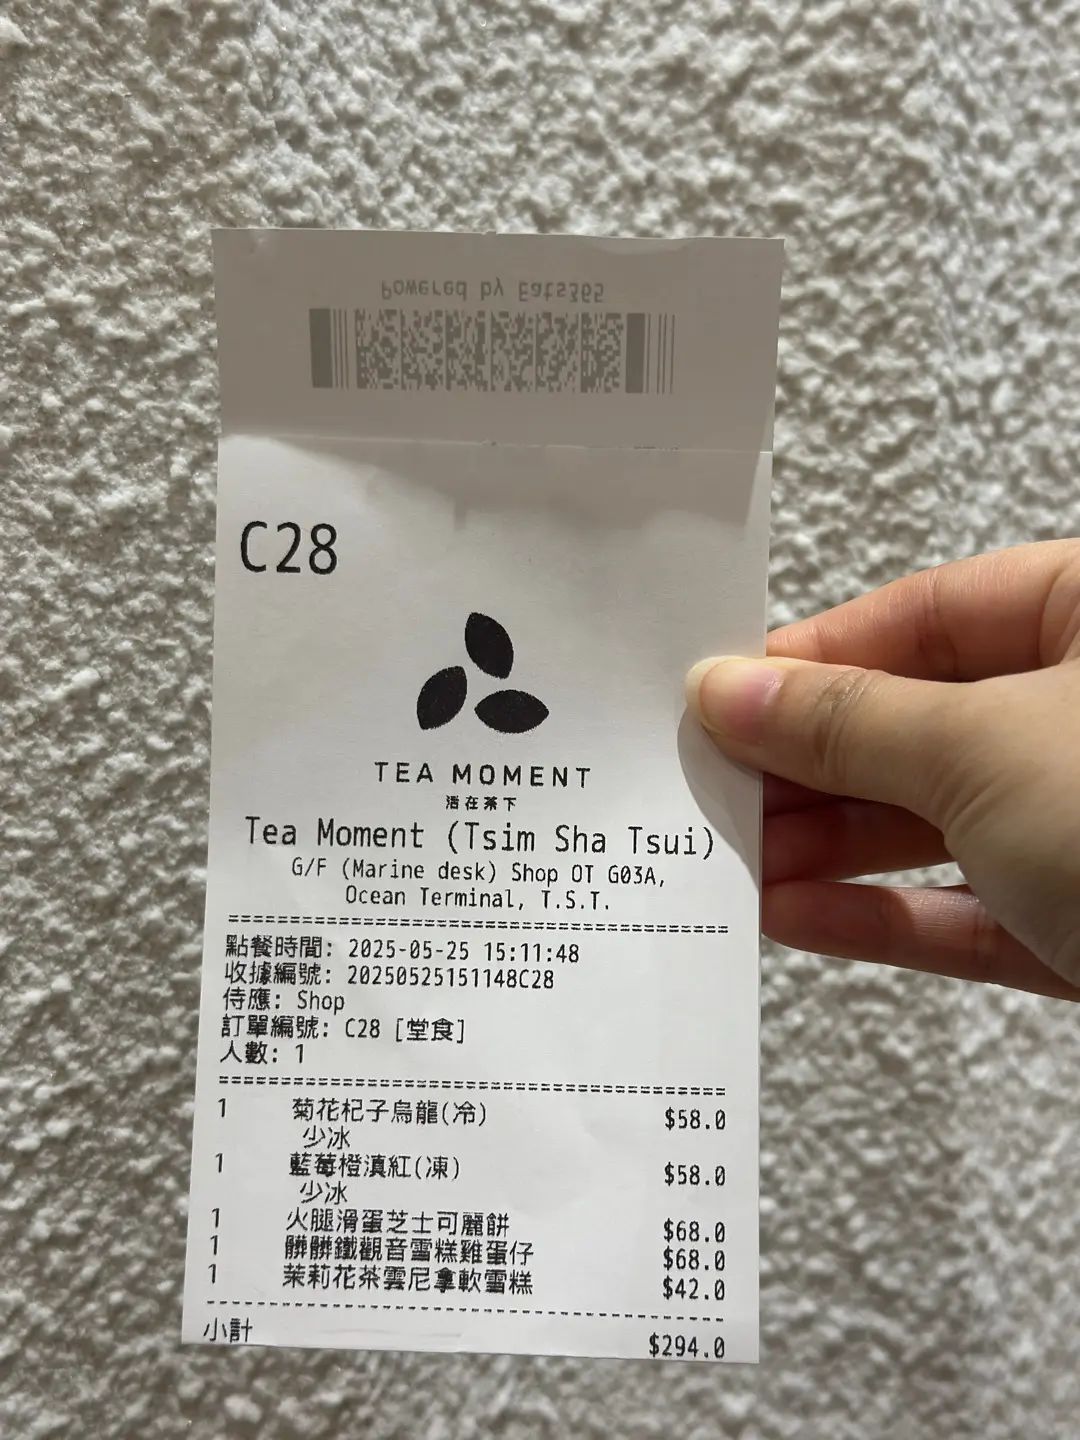 Powered by Eats365
C28
TEA MOMENT
活在茶下
Tea Moment (Tsim Sha Tsui)
G/F (Marine desk) Shop OT G03A,
Ocean Terminal, T.S.T.
點餐時間: 2025-05-25 15:11:48
收據編號: 20250525151148C28
侍應: Shop
訂單編號: C28 [堂食]
人數: 1
1 菊花杞子烏龍(冷) $58.0
少冰
1 藍莓橙滇紅(凍) $58.0
少冰
1 火腿滑蛋芝士可麗餅 $68.0
1 髒髒鐵觀音雪糕雞蛋仔 $68.0
1 茉莉花茶雲尼拿軟雪糕 $42.0
小計 $294.0